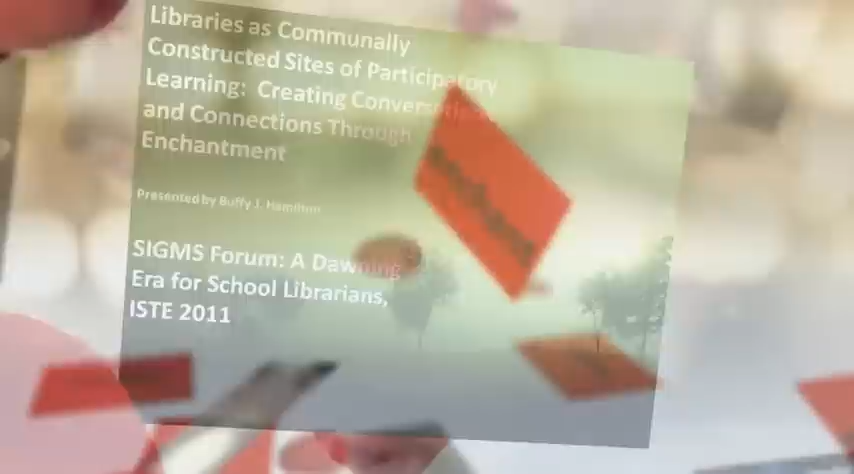 Libraries as Communally
Constructed Sites of Participatory
Learning: Creating Conversations
and Connections Through
Enchantment
Presented by Buffy J. Hamilton
SIGMS Forum: A Dawning
Era for School Librarians,
ISTE 2011